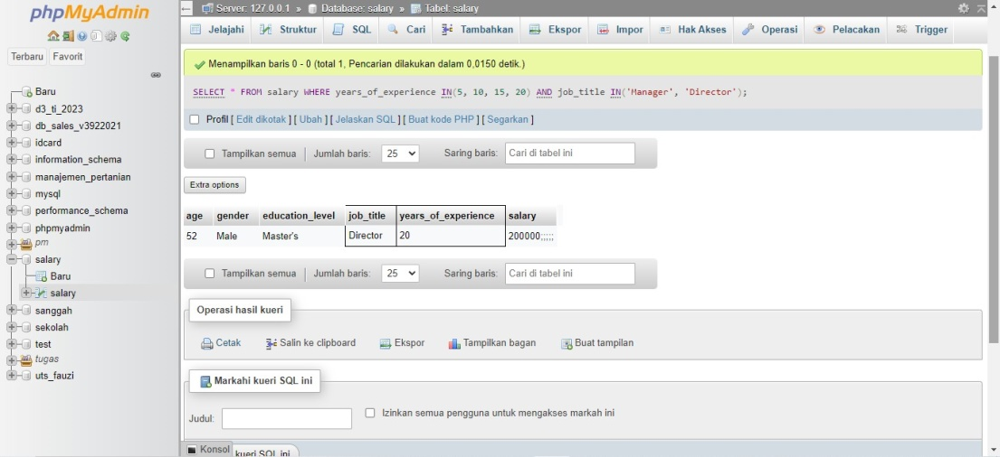 phpMyAdmin
Terbaru Favorit
Baru
d3_ti_2023
db_sales_v3922021
idcard
information_schema
manajemen_pertanian
mysql
performance_schema
phpmyadmin
pm
salary
Baru
salary
sanggah
sekolah
test
tugas
uts_fauzi
Server: 127.0.0.1 » Database: salary » Tabel: salary
Jelajahi Struktur SQL Cari Tambahkan Ekspor Impor Hak Akses Operasi Pelacakan Trigger
Menampilkan baris 0 - 0 (total 1, Pencarian dilakukan dalam 0,0150 detik.)
SELECT * FROM salary WHERE years_of_experience IN(5, 10, 15, 20) AND job_title IN('Manager', 'Director');
Profil [ Edit dikotak ] [ Ubah ] [ Jelaskan SQL ] [ Buat kode PHP ] [ Segarkan ]
Tampilkan semua Jumlah baris: 25 Saring baris: Cari di tabel ini
Extra options
age gender education_level job_title years_of_experience salary
52 Male Master's Director 20 200000;;;;;
Tampilkan semua Jumlah baris: 25 Saring baris: Cari di tabel ini
Operasi hasil kueri
Cetak Salin ke clipboard Ekspor Tampilkan bagan Buat tampilan
Markahi kueri SQL ini
Judul: Izinkan semua pengguna untuk mengakses markah ini
Konsol kueri SQL ini